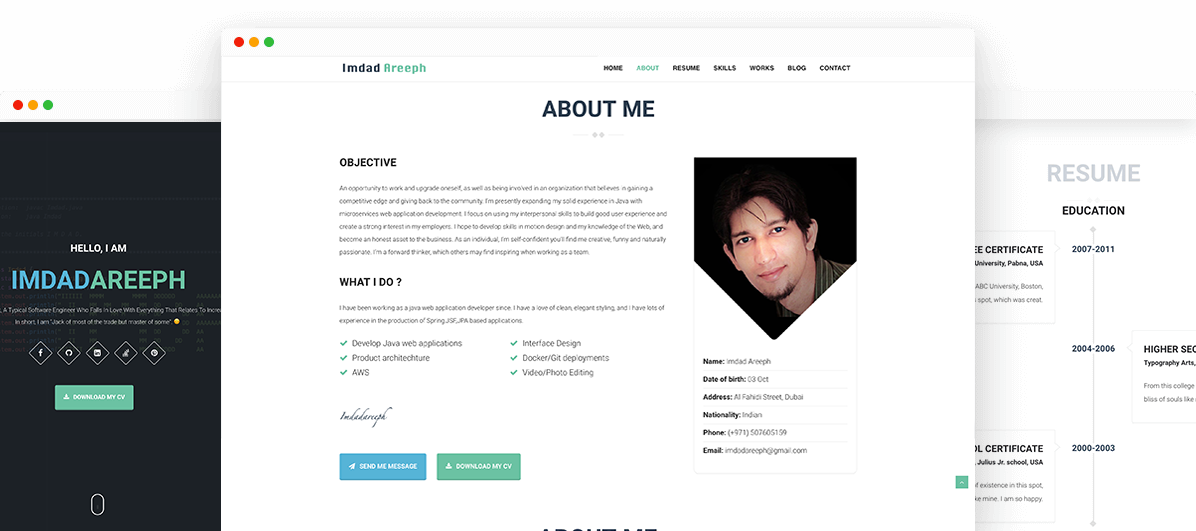 Imdad Areeph
HOME ABOUT RESUME SKILLS WORKS BLOG CONTACT
ABOUT ME
OBJECTIVE
An opportunity to work and upgrade oneself, as well as being involved in an organization that believes in gaining a
competitive edge and giving back to the community. I'm presently expanding my solid experience in Java with
microservices web application development. I focus on using my interpersonal skills to build good user experience and
create a strong interest in my employers. I hope to develop skills in motion design and my knowledge of the Web, and
become an honest asset to the business. As an individual, I'm self-confident you'll find me creative, funny and naturally
passionate. I'm a forward thinker, which others may find inspiring when working as a team.
WHAT I DO ?
I have been working as a java web application developer since. I have a love of clean, elegant styling, and I have lots of
experience in the production of Spring,JSF,JPA based applications.
Develop Java web applications
Product architechture
AWS
Interface Design
Docker/Git deployments
Video/Photo Editing
Imdadareeph
SEND ME MESSAGE
DOWNLOAD MY CV
Name: Imdad Areeph
Date of birth: 03 Oct
Address: Al Fahidi Street, Dubai
Nationality: Indian
Phone: (+971) 507605159
Email: imdadareeph@gmail.com
ABOUT ME
HELLO, I AM
IMDADAREEPH
, A Typical Software Engineer Who Falls In Love With Everything That Relates To
In short, I am "Jack of most of the trade but master of some" 😉
DOWNLOAD MY CV
RESUME
EDUCATION
CERTIFICATE
University, Pabna, USA
ABC University, Boston,
spot, which was creat.
2007-2011
2004-2006
HIGHER
Typography Arts,
From this college
bliss of souls like
CERTIFICATE
, Julius Jr. school, USA
of existence in this spot,
like mine. I am so happy.
2000-2003